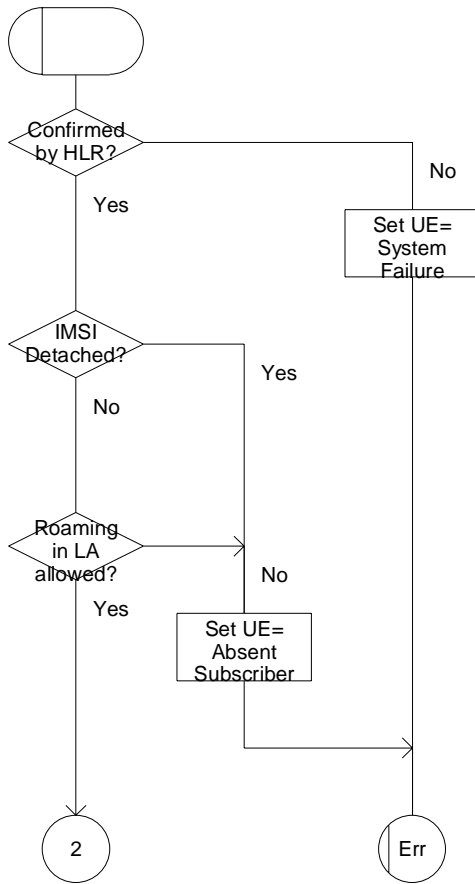 Confirmed
by HLR?
No
Yes
Set UE=
System
Failure
IMSI
Detached?
Yes
No
Roaming
in LA
allowed?
No
Yes
Set UE=
Absent
Subscriber
2
Err